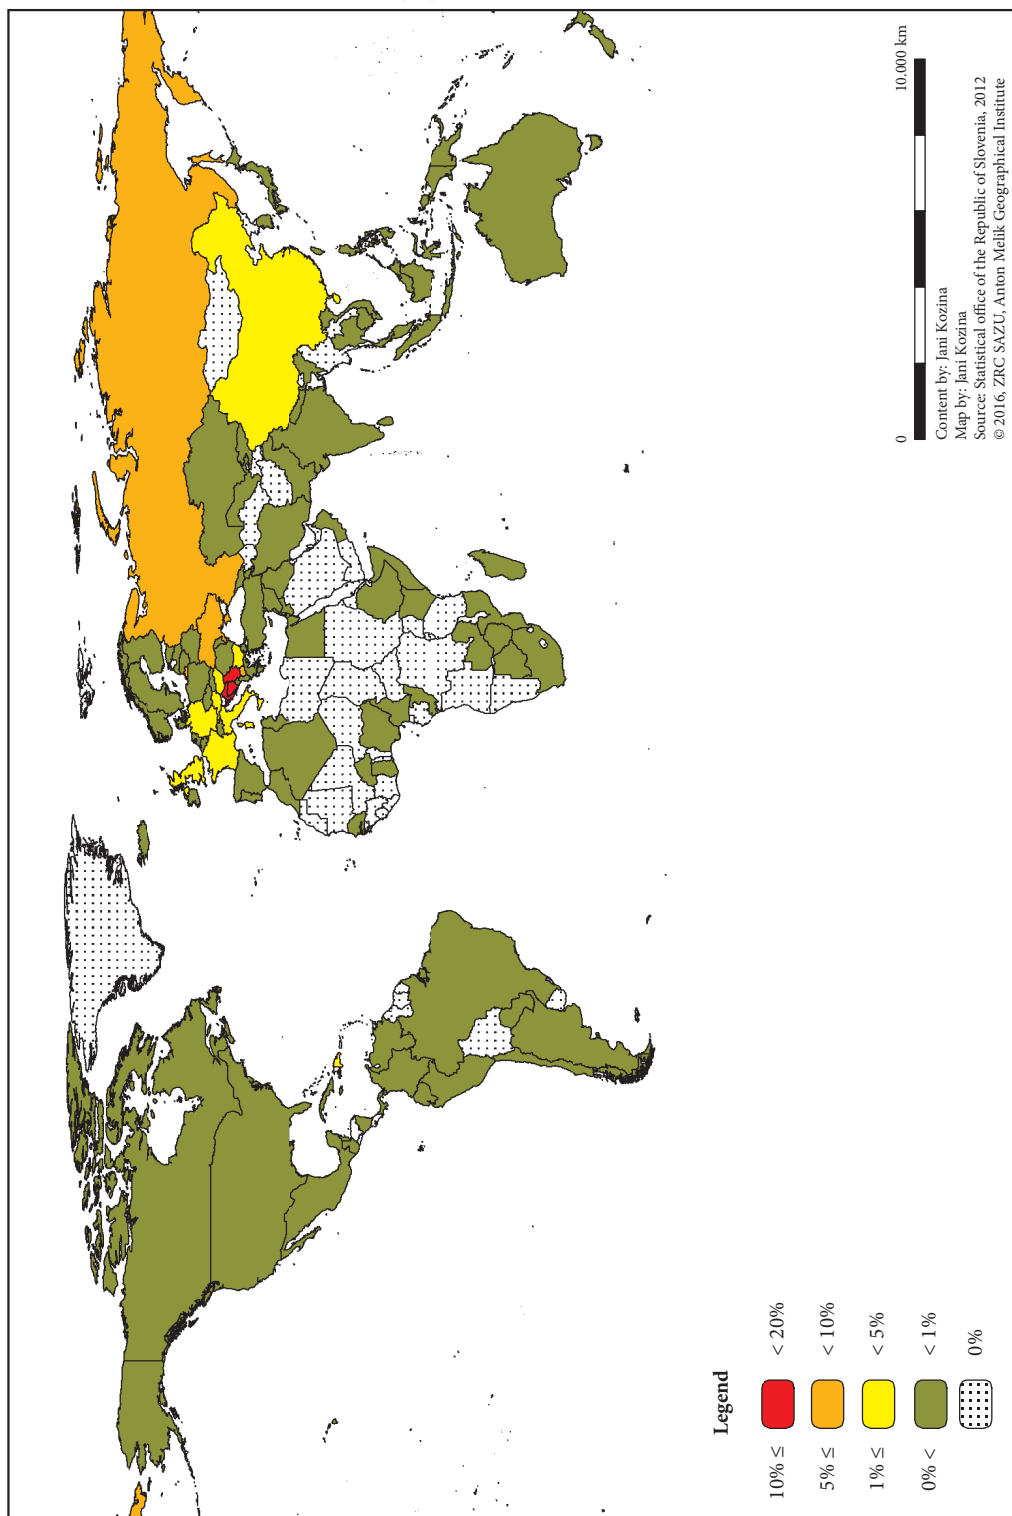 Legend
10% ≤ < 20%
5% ≤ < 10%
1% ≤ < 5%
0% < < 1%
0%
0 10.000 km
Content by: Jani Kozina
Map by: Jani Kozina
Source: Statistical office of the Republic of Slovenia, 2012
© 2016, ZRC SAZU, Anton Melik Geographical Institute